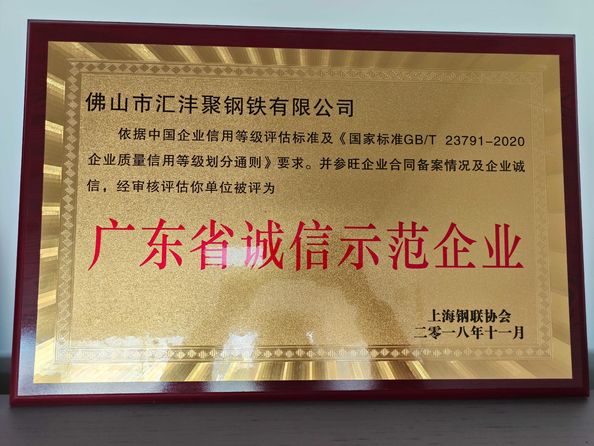 佛山市汇沣聚钢铁有限公司
依据中国企业信用等级评估标准及《国家标准GB/T 23791-2020
企业质量信用等级划分通则》要求。并参旺企业合同备案情况及企业诚
信，经审核评估你单位被评为
广东省诚信示范企业
上海钢联协会
二零一八年十一月